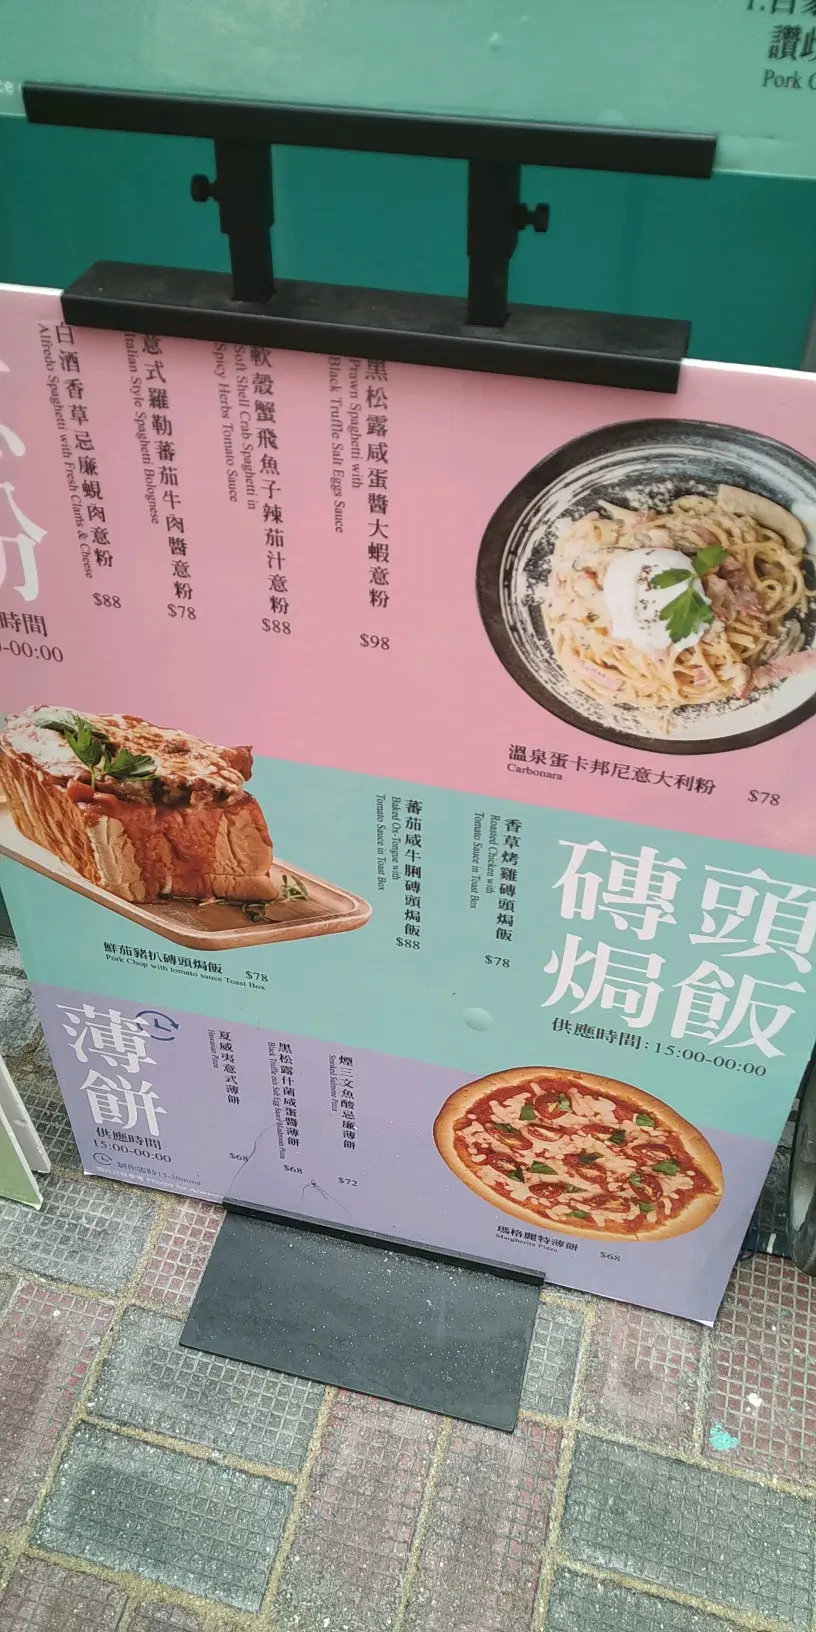 讚
Pork
白酒香草忌廉蜆肉意粉
Alfredo Spaghetti with Fresh Clams & Cheese
$88
意式羅勒蕃茄牛肉醬意粉
Italian Style Spaghetti Bolognese
$78
軟殼蟹飛魚子辣茄汁意粉
Soft Shell Crab Spaghetti in
Spicy Herbs Tomato Sauce
$88
黑松露咸蛋醬大蝦意粉
Prawn Spaghetti with
Black Truffle Salt Eggs Sauce
$98
粉
時間
-00:00
溫泉蛋卡邦尼意大利粉 $78
Carbonara
磚頭
焗飯
供應時間:15:00-00:00
香草烤雞磚頭焗飯
Roasted Chicken with
Tomato Sauce in Toast Box
$78
蕃茄咸牛脷磚頭焗飯
Baked Ox-Tongue with
Tomato Sauce in Toast Box
$88
鮮茄豬扒磚頭焗飯 $78
Pork Chop with tomato sauce Toast Box
薄餅
供應時間
15:00-00:00
製作需時15-20mins
夏威夷意式薄餅
Hawaiian Pizza
$68
黑松露什菌咸蛋醬薄餅
$68
煙三文魚酸忌廉薄餅
Smoked Salmone Pizza
$72
瑪格麗特薄餅 $68
Margherita Pizza